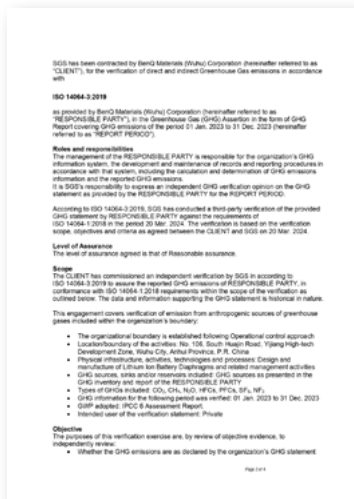 SGS has been contracted by BenQ Materials (Wuhu) Corporation (hereinafter referred to as
"CLIENT"), for the verification of direct and indirect Greenhouse Gas emissions in accordance
with
ISO 14064-3:2019
as provided by BenQ Materials (Wuhu) Corporation (hereinafter referred to as
"RESPONSIBLE PARTY"), in the Greenhouse Gas (GHG) Assertion in the form of GHG
Report covering GHG emissions of the period 01 Jan. 2023 to 31 Dec. 2023 (hereinafter
referred to as "REPORT PERIOD").
Roles and responsibilities
The management of the RESPONSIBLE PARTY is responsible for the organization's GHG
information system, the development and maintenance of records and reporting procedures in
accordance with that system, including the calculation and determination of GHG emissions
information and the reported GHG emissions.
It is SGS's responsibility to express an independent GHG verification opinion on the GHG
statement as provided by the RESPONSIBLE PARTY for the REPORT PERIOD.
According to ISO 14064-3:2019, SGS conducted a third-party verification of the provided
GHG statement by RESPONSIBLE PARTY against the requirements of
ISO 14064-1:2018 in the period 20 Mar. 2024. The verification is based on the verification
scope, objectives and criteria as agreed between the CLIENT and SGS on 20 Mar. 2024.
Level of Assurance
The level of assurance agreed is that of Reasonable assurance.
Scope
The CLIENT has commissioned an independent verification by SGS in according to
ISO 14064-3:2019 to assure the reported GHG emissions of RESPONSIBLE PARTY, in
conformance with ISO 14064-1:2018 requirements within the scope of the verification as
outlined below. The data and information supporting the GHG statement is historical in nature.
This engagement covers verification of emission from anthropogenic sources of greenhouse
gases included within the organization's boundary:
• The organizational boundary is established following Operational control approach
• Location/boundary of the activities: No. 106, South Huajin Road, Yijiang High-tech
Development Zone, Wuhu City, Anhui Province, P.R. China
• Physical infrastructure, activities, technologies and processes: Design and
manufacture of Lithium Ion Battery Diaphragms and related management activities
• GHG sources, sinks and/or reservoirs included: GHG sources as presented in the
GHG inventory and report of the RESPONSIBLE PARTY
• Types of GHGs included: CO₂, CH₄, N₂O, HFCs, PFCs, SF₆, NF₃
• GHG information for the following period was verified: 01 Jan. 2023 to 31 Dec. 2023
• GWP adopted: IPCC 6 Assessment Report
• Intended user of the verification statement: Private
Objective
The purposes of this verification exercise are, by review of objective evidence, to
independently review:
• Whether the GHG emissions are as declared by the organization's GHG statement